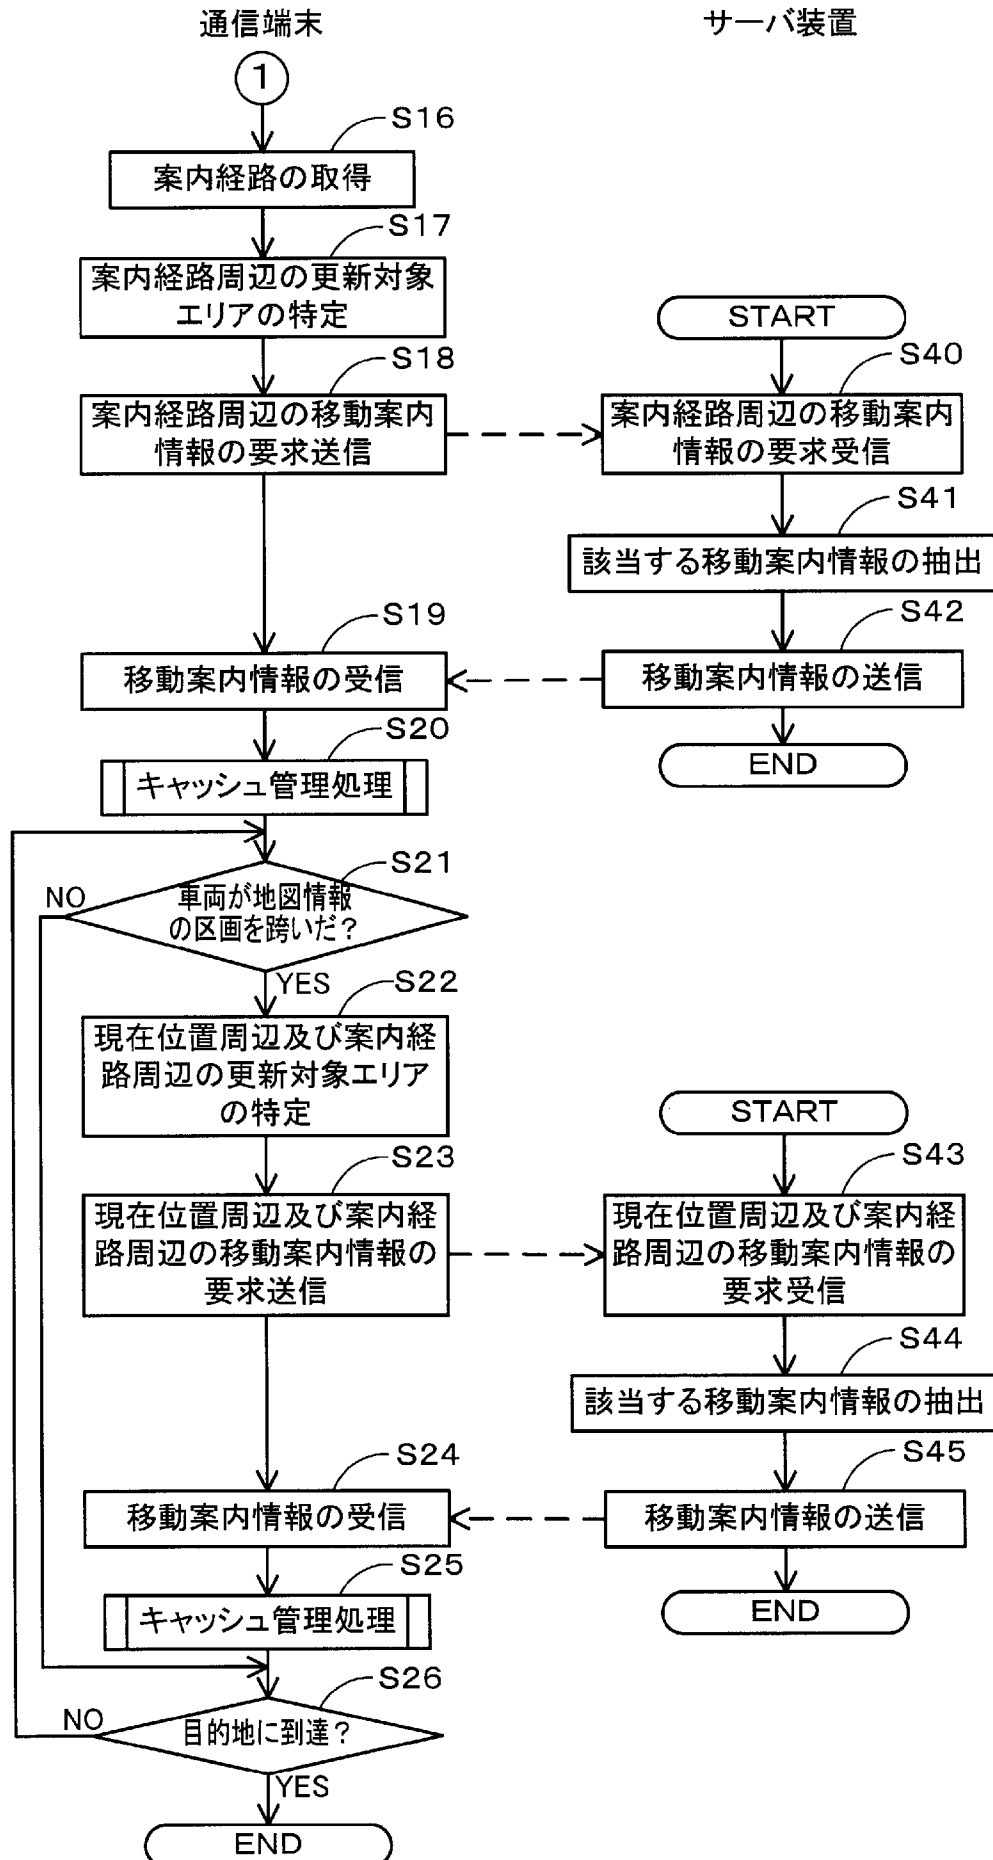 通信端末
サーバ装置
1
S16
案内経路の取得
S17
案内経路周辺の更新対象
エリアの特定
START
S18
S40
案内経路周辺の移動案内
情報の要求送信
案内経路周辺の移動案内
情報の要求受信
S41
該当する移動案内情報の抽出
S19
S42
移動案内情報の受信
移動案内情報の送信
S20
END
キャッシュ管理処理
S21
NO
車両が地図情報
の区画を跨いだ？
YES
S22
現在位置周辺及び案内経
路周辺の更新対象エリア
の特定
START
S23
S43
現在位置周辺及び案内経
路周辺の移動案内情報の
要求送信
現在位置周辺及び案内経
路周辺の移動案内情報の
要求受信
S44
該当する移動案内情報の抽出
S24
S45
移動案内情報の受信
移動案内情報の送信
S25
END
キャッシュ管理処理
S26
NO
目的地に到達？
YES
END